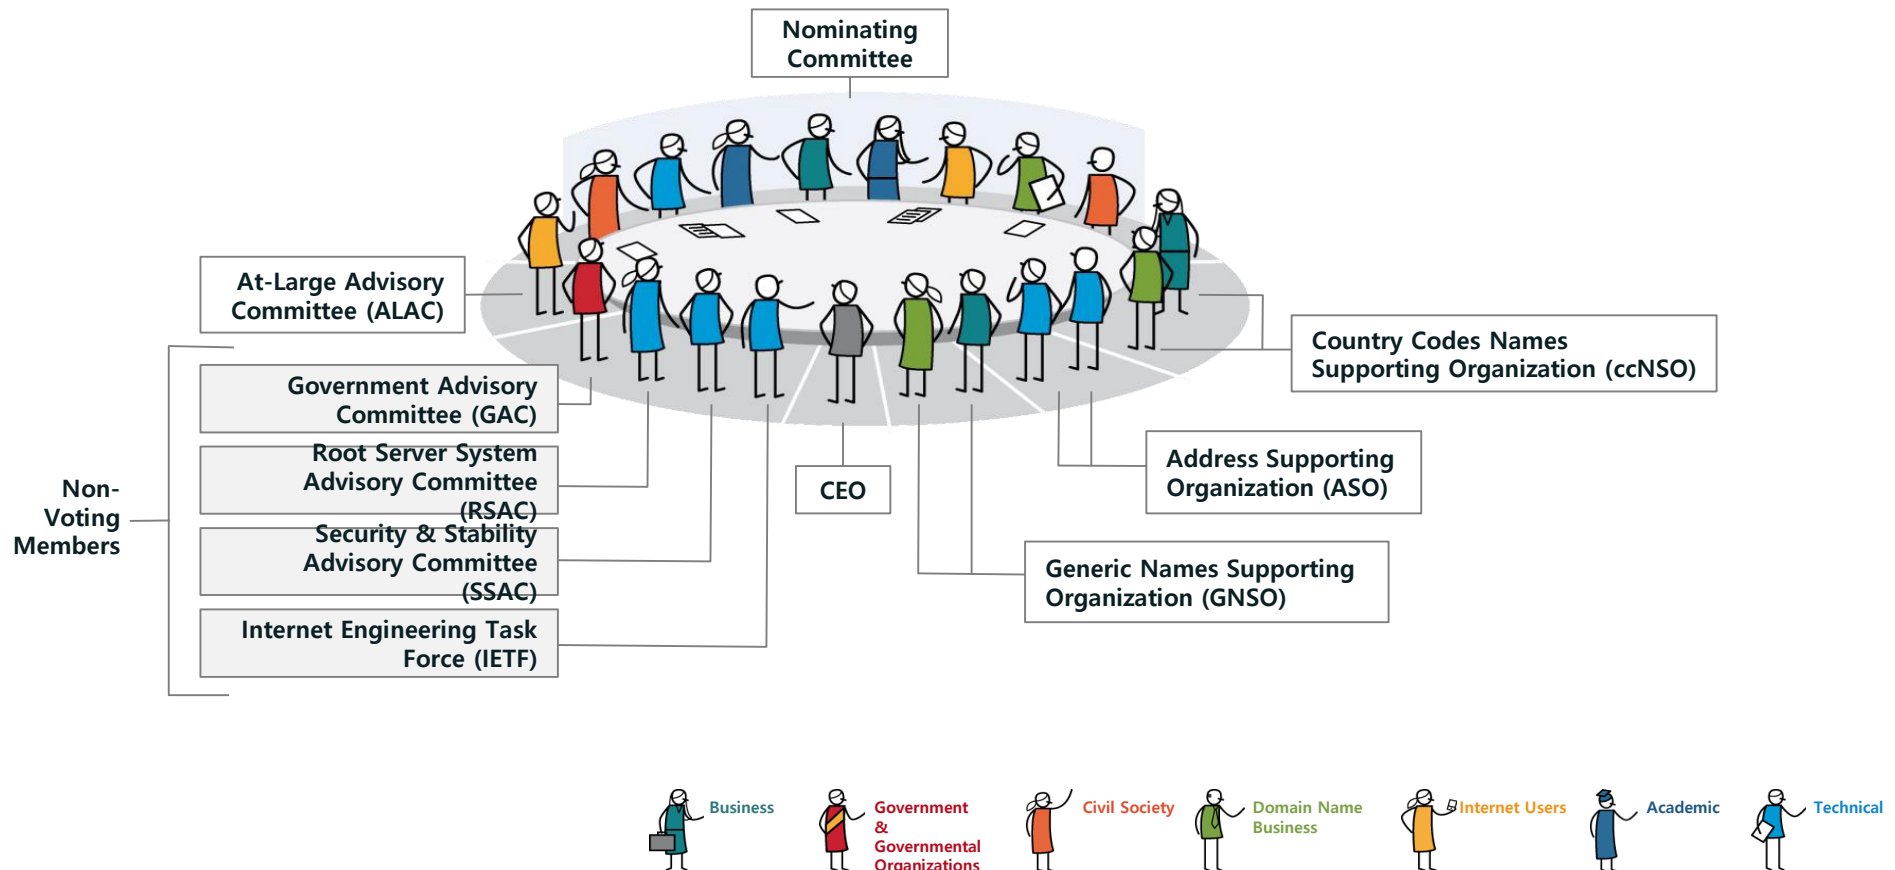 Nominating
Committee
At-Large Advisory
Committee (ALAC)
Government Advisory
Committee (GAC)
Root Server System
Advisory Committee
(RSAC)
Security & Stability
Advisory Committee
(SSAC)
Internet Engineering Task
Force (IETF)
Non-
Voting
Members
CEO
Country Codes Names
Supporting Organization (ccNSO)
Address Supporting
Organization (ASO)
Generic Names Supporting
Organization (GNSO)
Business
Government
&
Governmental
Organizations
Civil Society
Domain Name
Business
Internet Users
Academic
Technical